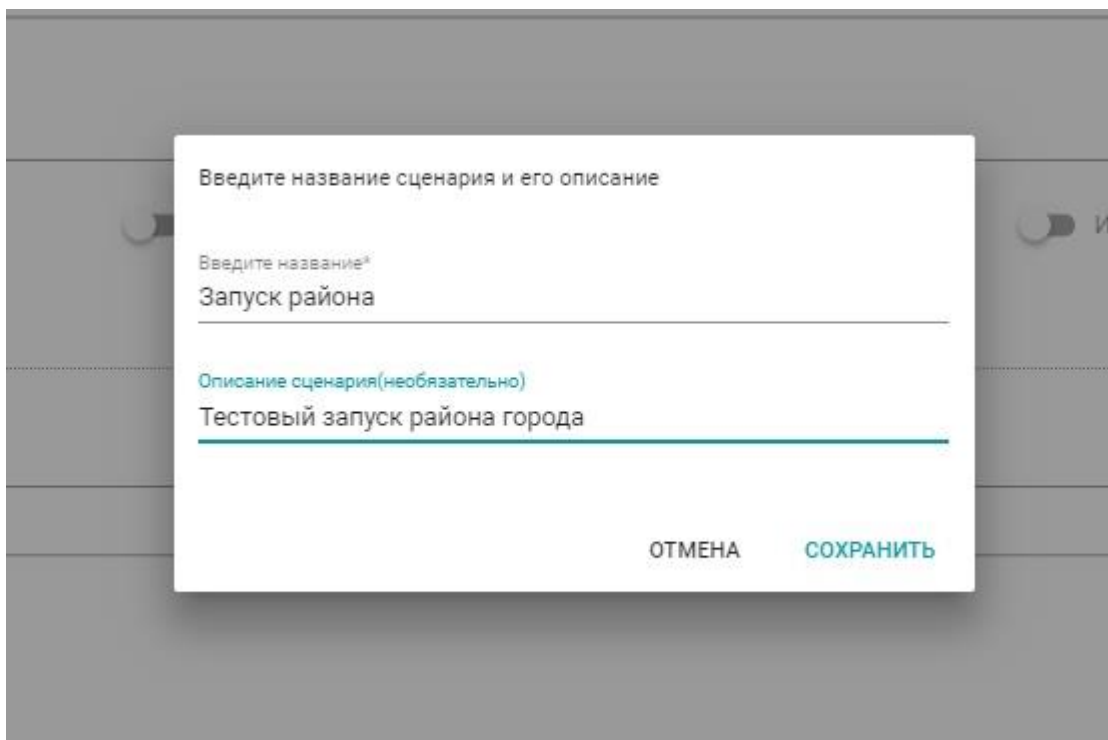 Введите название сценария и его описание
И
Введите название*
Запуск района
Описание сценария(необязательно)
Тестовый запуск района города
ОТМЕНА СОХРАНИТЬ